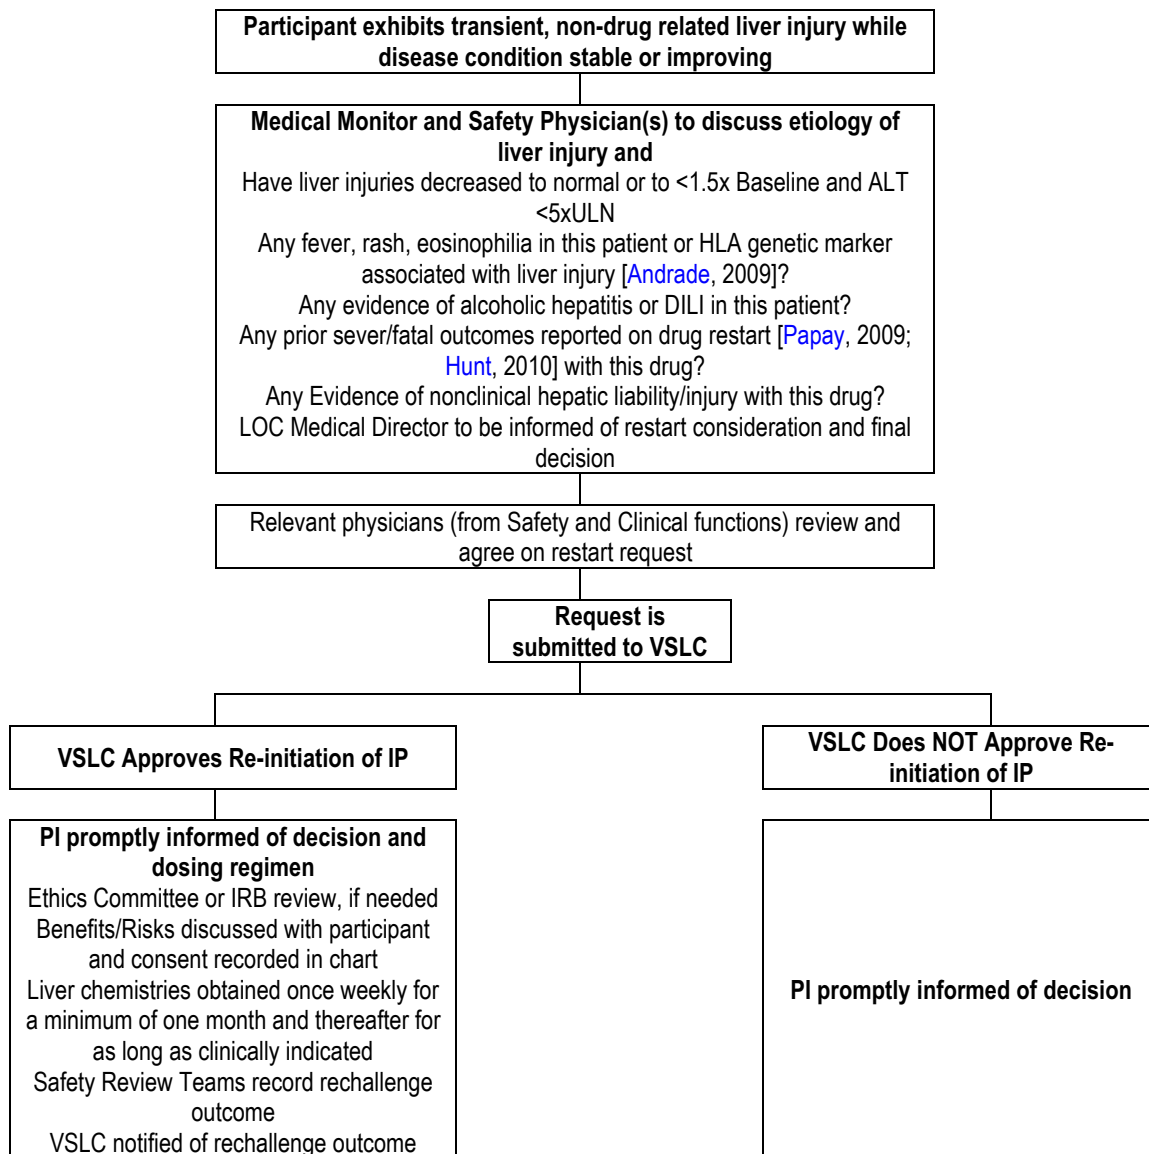 Participant exhibits transient, non-drug related liver injury while
disease condition stable or improving
Medical Monitor and Safety Physician(s) to discuss etiology of
liver injury and
Have liver injuries decreased to normal or to <1.5x Baseline and ALT
<5xULN
Any fever, rash, eosinophilia in this patient or HLA genetic marker
associated with liver injury [Andrade, 2009]?
Any evidence of alcoholic hepatitis or DILI in this patient?
Any prior sever/fatal outcomes reported on drug restart [Papay, 2009;
Hunt, 2010] with this drug?
Any Evidence of nonclinical hepatic liability/injury with this drug?
LOC Medical Director to be informed of restart consideration and final
decision
Relevant physicians (from Safety and Clinical functions) review and
agree on restart request
Request is
submitted to VSLC
VSLC Approves Re-initiation of IP
VSLC Does NOT Approve Re-
initiation of IP
PI promptly informed of decision and
dosing regimen
Ethics Committee or IRB review, if needed
Benefits/Risks discussed with participant
and consent recorded in chart
Liver chemistries obtained once weekly for
a minimum of one month and thereafter for
as long as clinically indicated
Safety Review Teams record rechallenge
outcome
VSLC notified of rechallenge outcome
PI promptly informed of decision